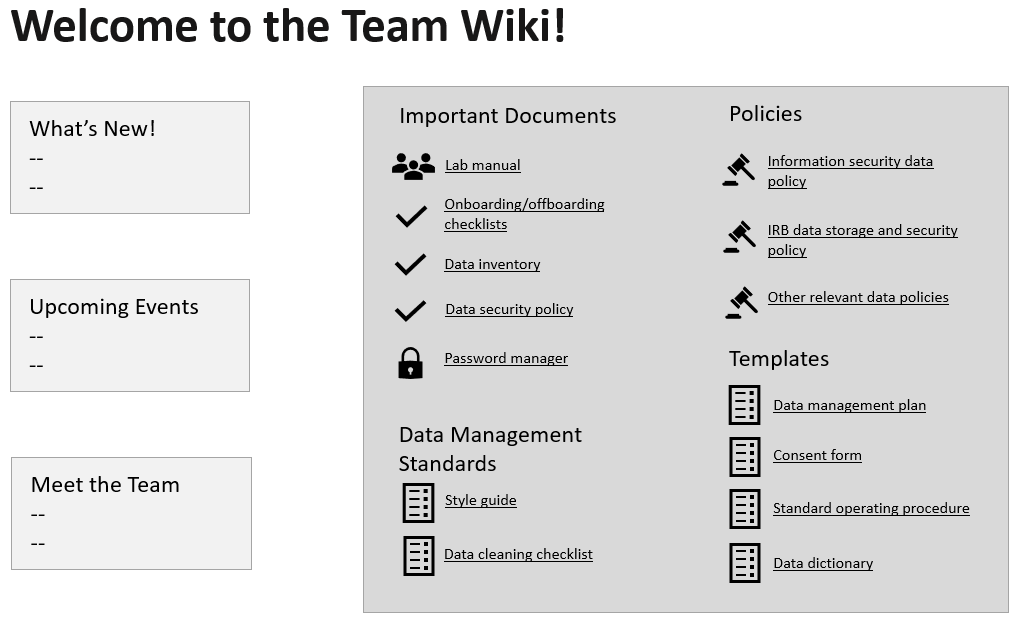 Welcome to the Team Wiki!
What's New!
--
--
Upcoming Events
--
--
Meet the Team
--
--
Important Documents
Lab manual
Onboarding/offboarding
checklists
Data inventory
Data security policy
Password manager
Data Management
Standards
Style guide
Data cleaning checklist
Policies
Information security data
policy
IRB data storage and security
policy
Other relevant data policies
Templates
Data management plan
Consent form
Standard operating procedure
Data dictionary